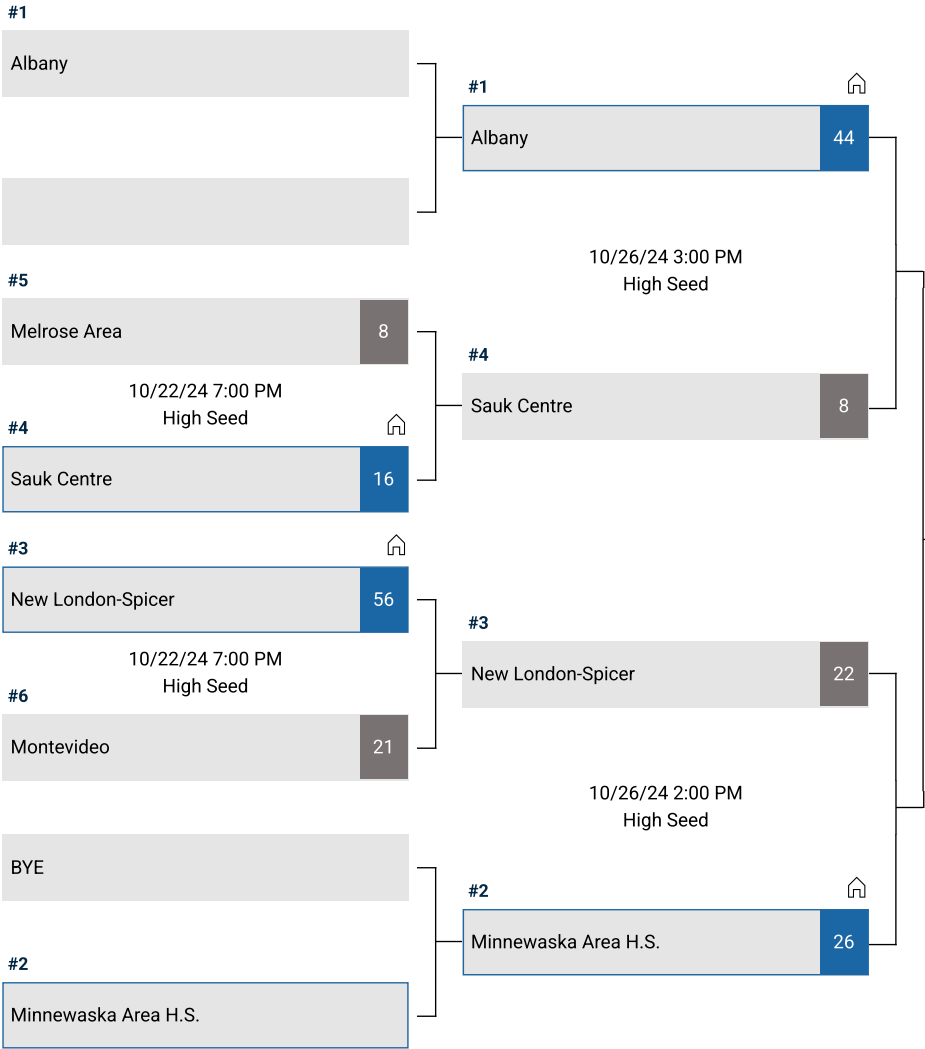 #1
Albany
#5
Melrose Area
8
10/22/24 7:00 PM
High Seed
#4
Sauk Centre
16
#3
New London-Spicer
56
10/22/24 7:00 PM
High Seed
#6
Montevideo
21
BYE
#2
Minnewaska Area H.S.
#1
Albany
44
10/26/24 3:00 PM
High Seed
#4
Sauk Centre
8
#3
New London-Spicer
22
10/26/24 2:00 PM
High Seed
#2
Minnewaska Area H.S.
26